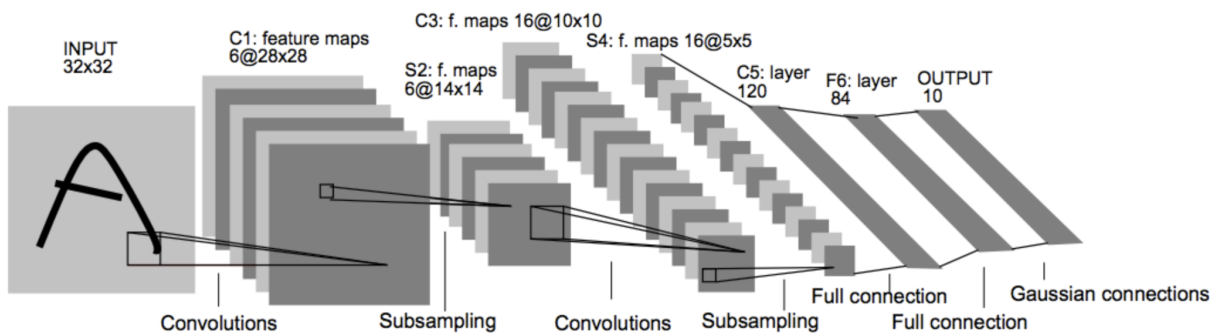 INPUT
32x32
C1: feature maps
6@28x28
S2: f. maps
6@14x14
C3: f. maps 16@10x10
S4: f. maps 16@5x5
C5: layer
120
F6: layer
84
OUTPUT
10
Convolutions
Subsampling
Convolutions
Subsampling
Full connection
Full connection
Gaussian connections